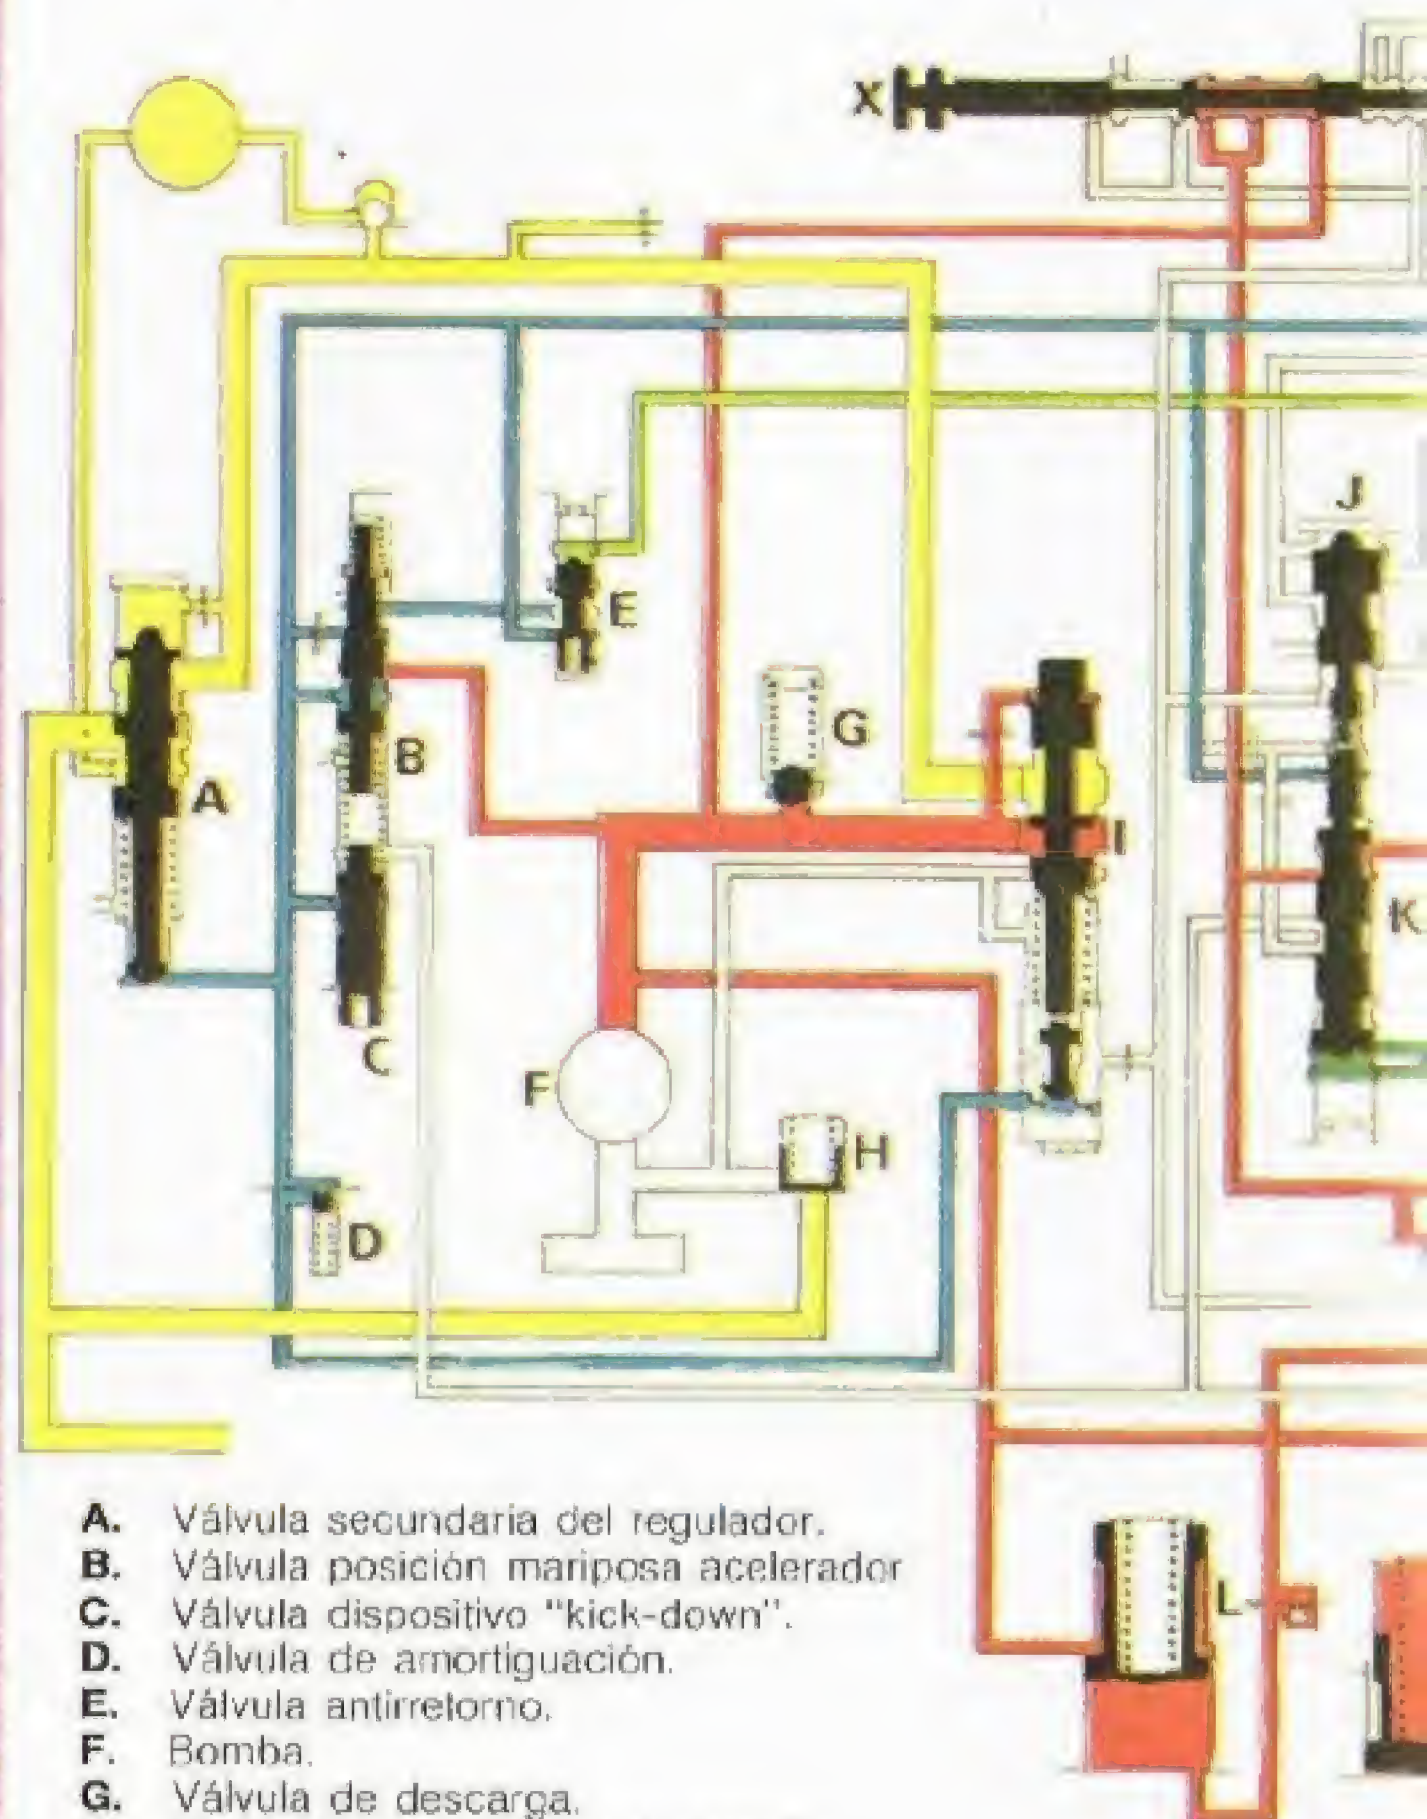 X
J
E
G
B
A
I
K
C
F
H
D
L
A. Válvula secundaria del regulador.
B. Válvula posición mariposa acelerador
C. Válvula dispositivo "kick-down".
D. Válvula de amortiguación.
E. Válvula antirretorno.
F. Bomba.
G. Válvula de descarga.